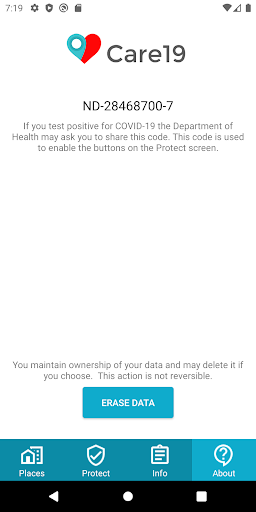 7:19
Care19
ND-28468700-7
If you test positive for COVID-19 the Department of
Health may ask you to share this code. This code is used
to enable the buttons on the Protect screen.
You maintain ownership of your data and may delete it if
you choose. This action is not reversible.
ERASE DATA
Places Protect Info About